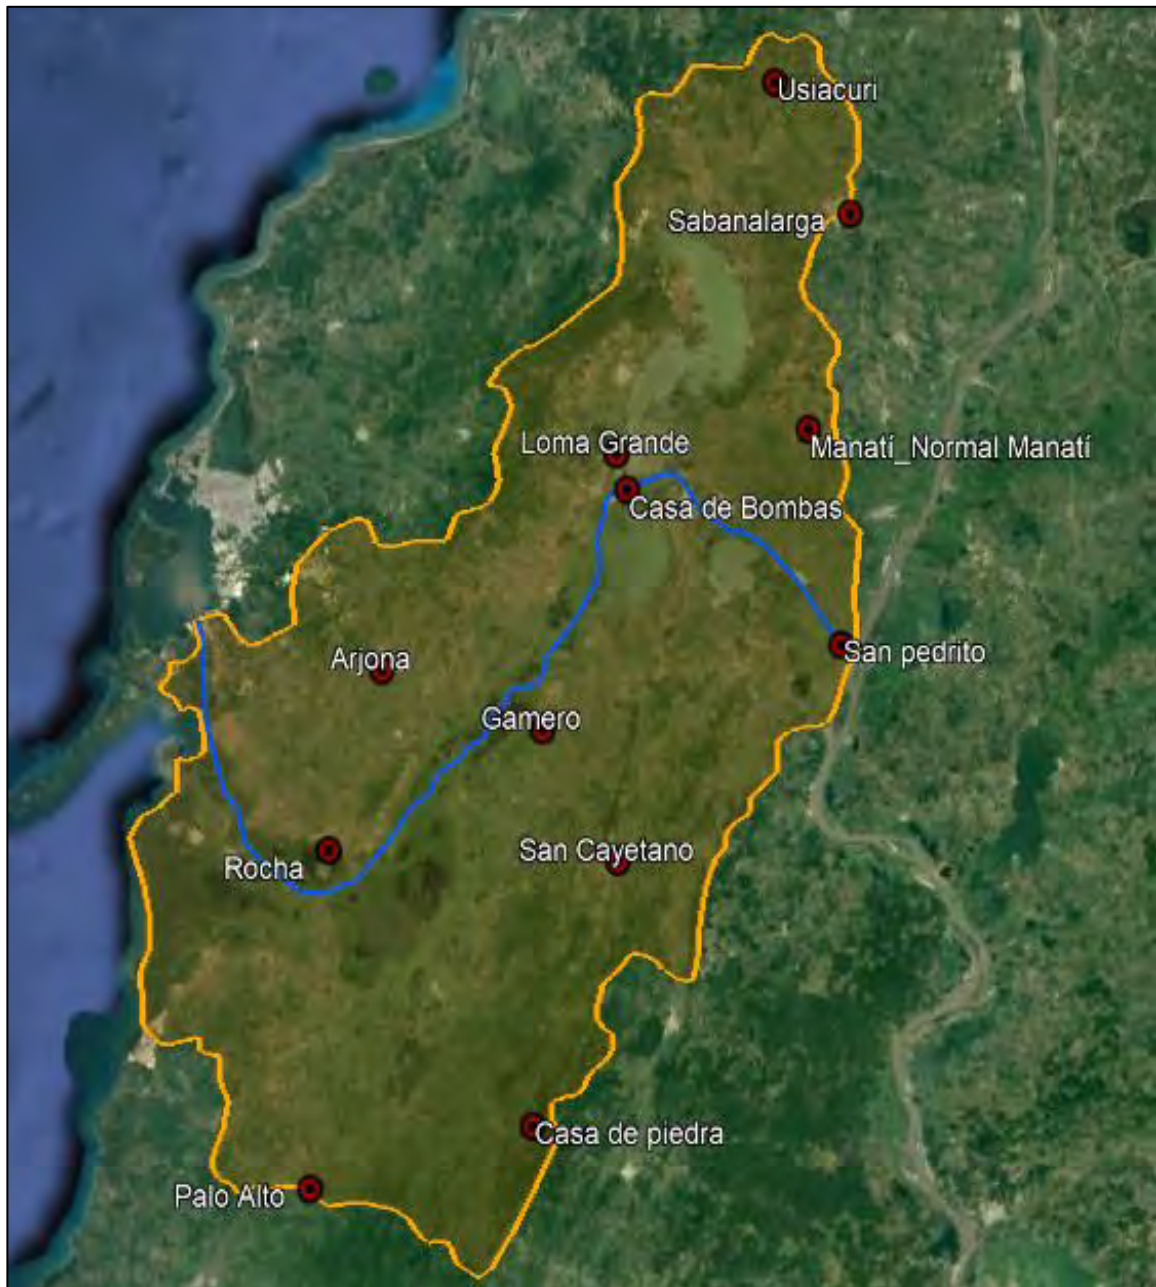 Usiacuri
Sabanalarga
Loma Grande
Manatí_Normal Manatí
Casa de Bombas
Arjona
San pedrito
Gamero
San Cayetano
Rocha
Casa de piedra
Palo Alto